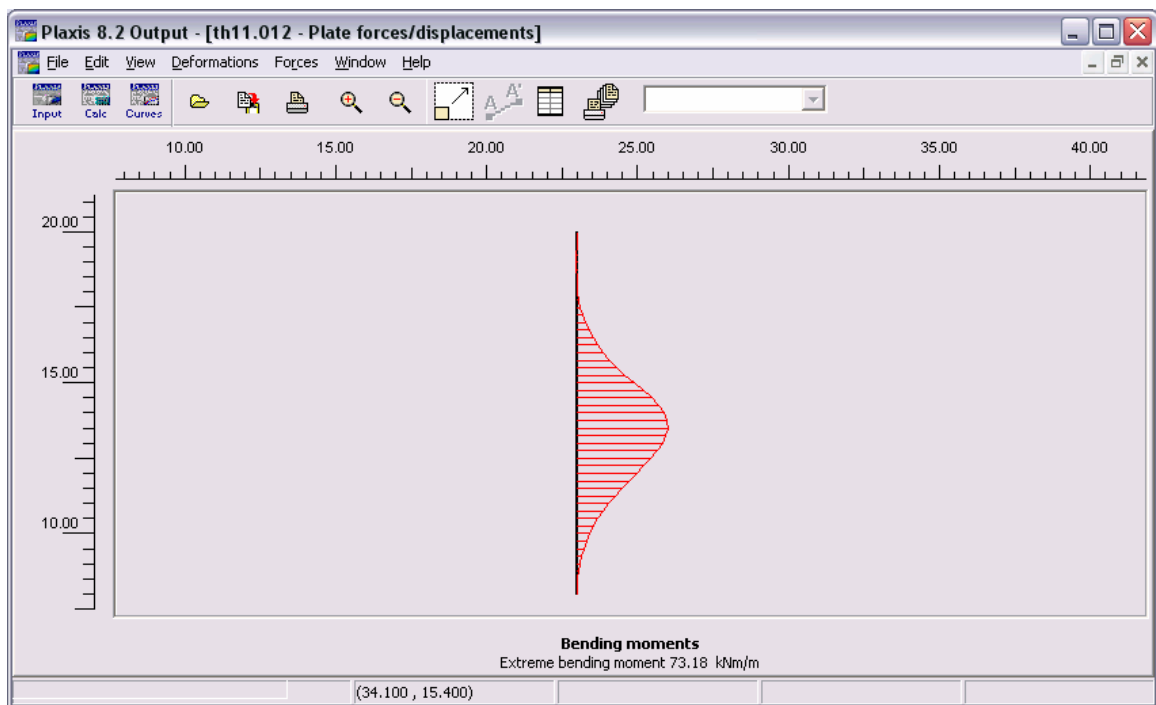 Plaxis 8.2 Output - [th11.012 - Plate forces/displacements]
File Edit View Deformations Forces Window Help
Input Calc Curves A A'
10.00 15.00 20.00 25.00 30.00 35.00 40.00
20.00
15.00
10.00
Bending moments
Extreme bending moment 73.18 kNm/m
(34.100 , 15.400)